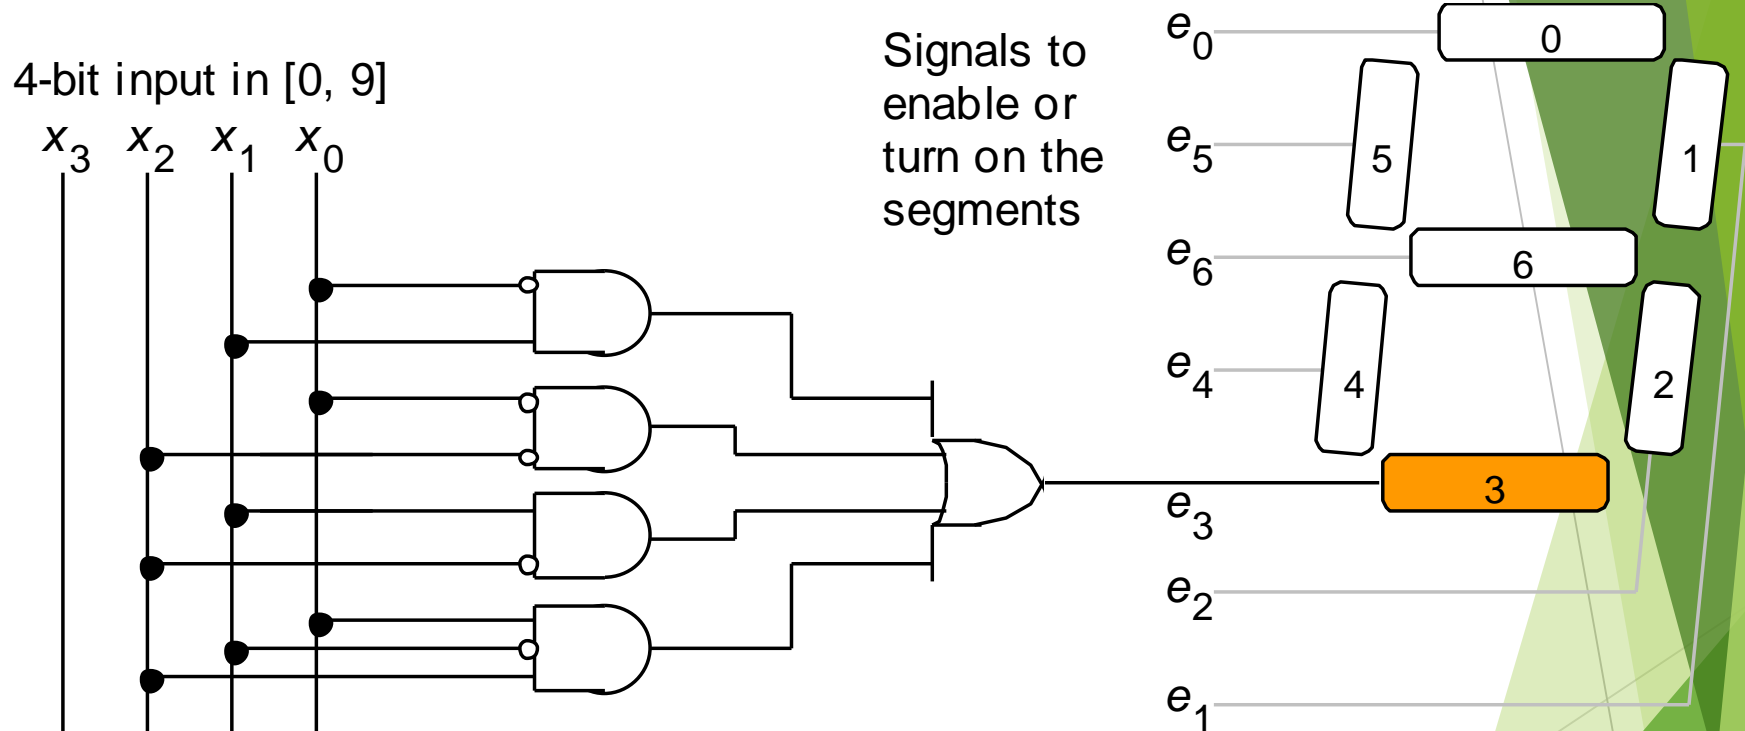 4-bit input in [0, 9]
x3 x2 x1 x0
Signals to
enable or
turn on the
segments
e0
e5
e6
e4
e3
e2
e1
0
5
1
6
4
2
3